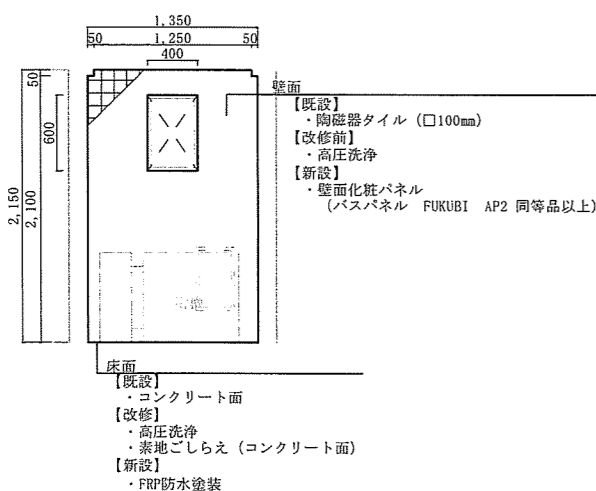 1,350
50 1,250 50
400
50
600
2,150
2,100
壁面
【既設】
・陶磁器タイル (□100mm)
【改修前】
・高圧洗浄
【新設】
・壁面化粧パネル
(バスパネル FUKUBI AP2 同等品以上)
床面
【既設】
・コンクリート面
【改修】
・高圧洗浄
・素地ごしらえ (コンクリート面)
【新設】
・FRP防水塗装